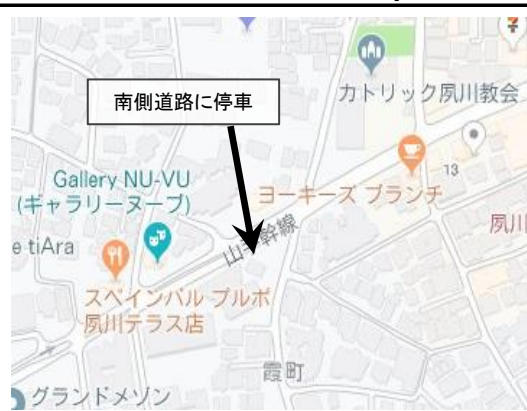 カトリック夙川教会
南側道路に停車
13
Gallery NU-VU
(ギャラリーヌーブ)
ヨーキーズ ブランチ
夙川
e tiAra
山手幹線
スペインバル ブルボ
夙川テラス店
霞町
グランドメゾン